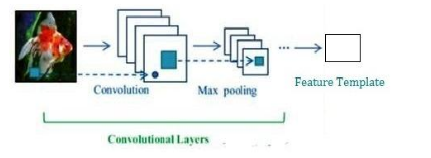 Convolution Max pooling Feature Template
Convolutional Layers